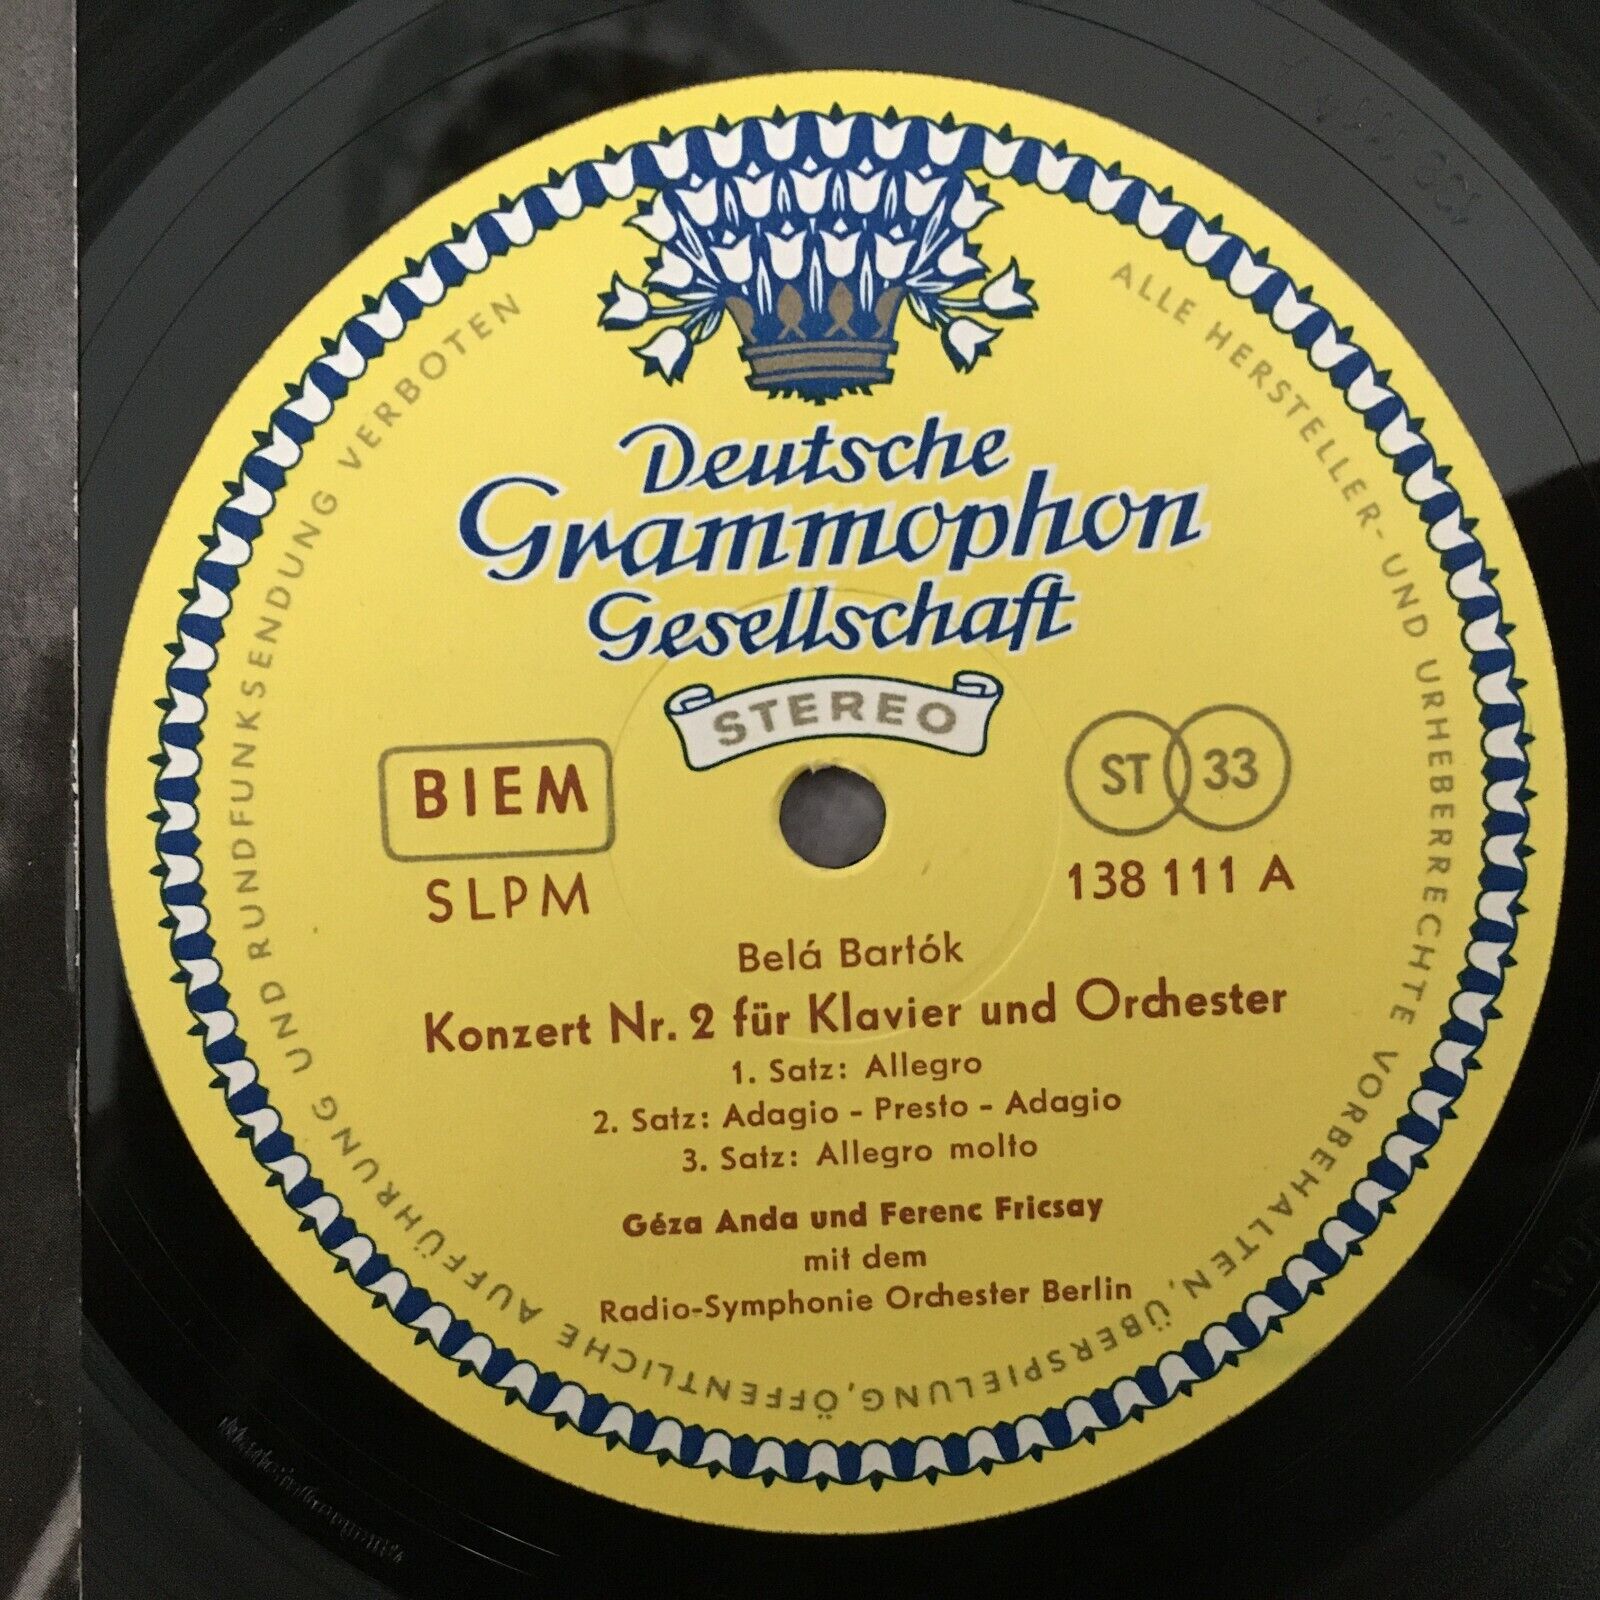 Deutsche
Grammophon
Gesellschaft
STEREO
BIEM
SLPM
ST 33
138 111 A
Belá Bartók
Konzert Nr. 2 für Klavier und Orchester
1. Satz: Allegro
2. Satz: Adagio - Presto - Adagio
3. Satz: Allegro molto
Géza Anda und Ferenc Fricsay
mit dem
Radio-Symphonie Orchester Berlin
ALLE HERSTELLER- UND URHEBERRECHTE VORBEHALTEN, ÜBERSPIELUNG, ÖFFENTLICHE AUFFÜHRUNG UND RUNDFUNKSENDUNG VERBOTEN